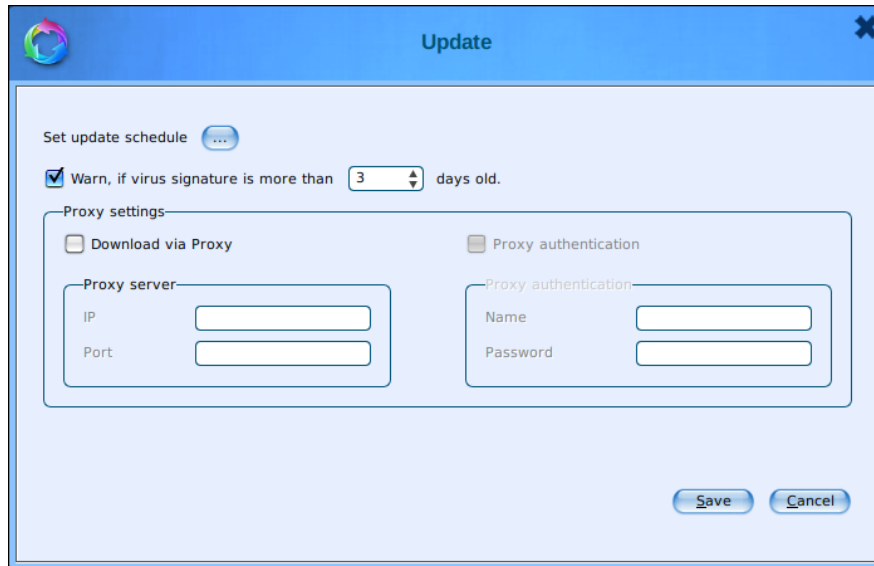 Update
Set update schedule ...
Warn, if virus signature is more than 3 days old.
Proxy settings
Download via Proxy
Proxy authentication
Proxy server
IP
Port
Proxy authentication
Name
Password
Save
Cancel